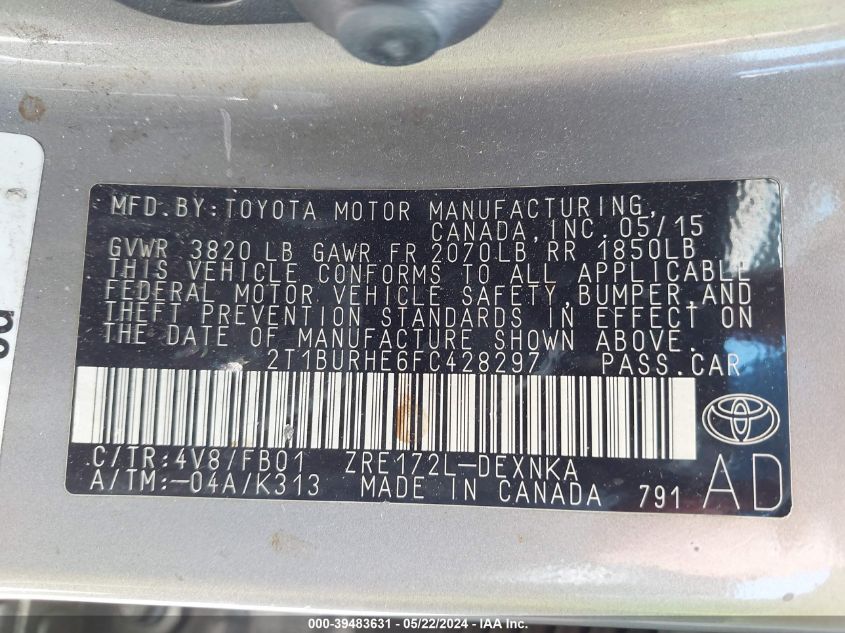 MFD.BY:TOYOTA MOTOR MANUFACTURING,
CANADA,INC.05/15
GVWR 3820 LB GAWR FR 2070LB RR 1850LB
THIS VEHICLE CONFORMS TO ALL APPLICABLE
FEDERAL MOTOR VEHICLE SAFETY,BUMPER,AND
THEFT PREVENTION STANDARDS IN EFFECT ON
THE DATE OF MANUFACTURE SHOWN ABOVE.
2T1BURHE6FC428297 PASS.CAR
C/TR:4V8/FB01 ZRE172L-DEXNKA
A/TM:-04A/K313 MADE IN CANADA 791 AD
000-39483631 - 05/22/2024 - IAA Inc.